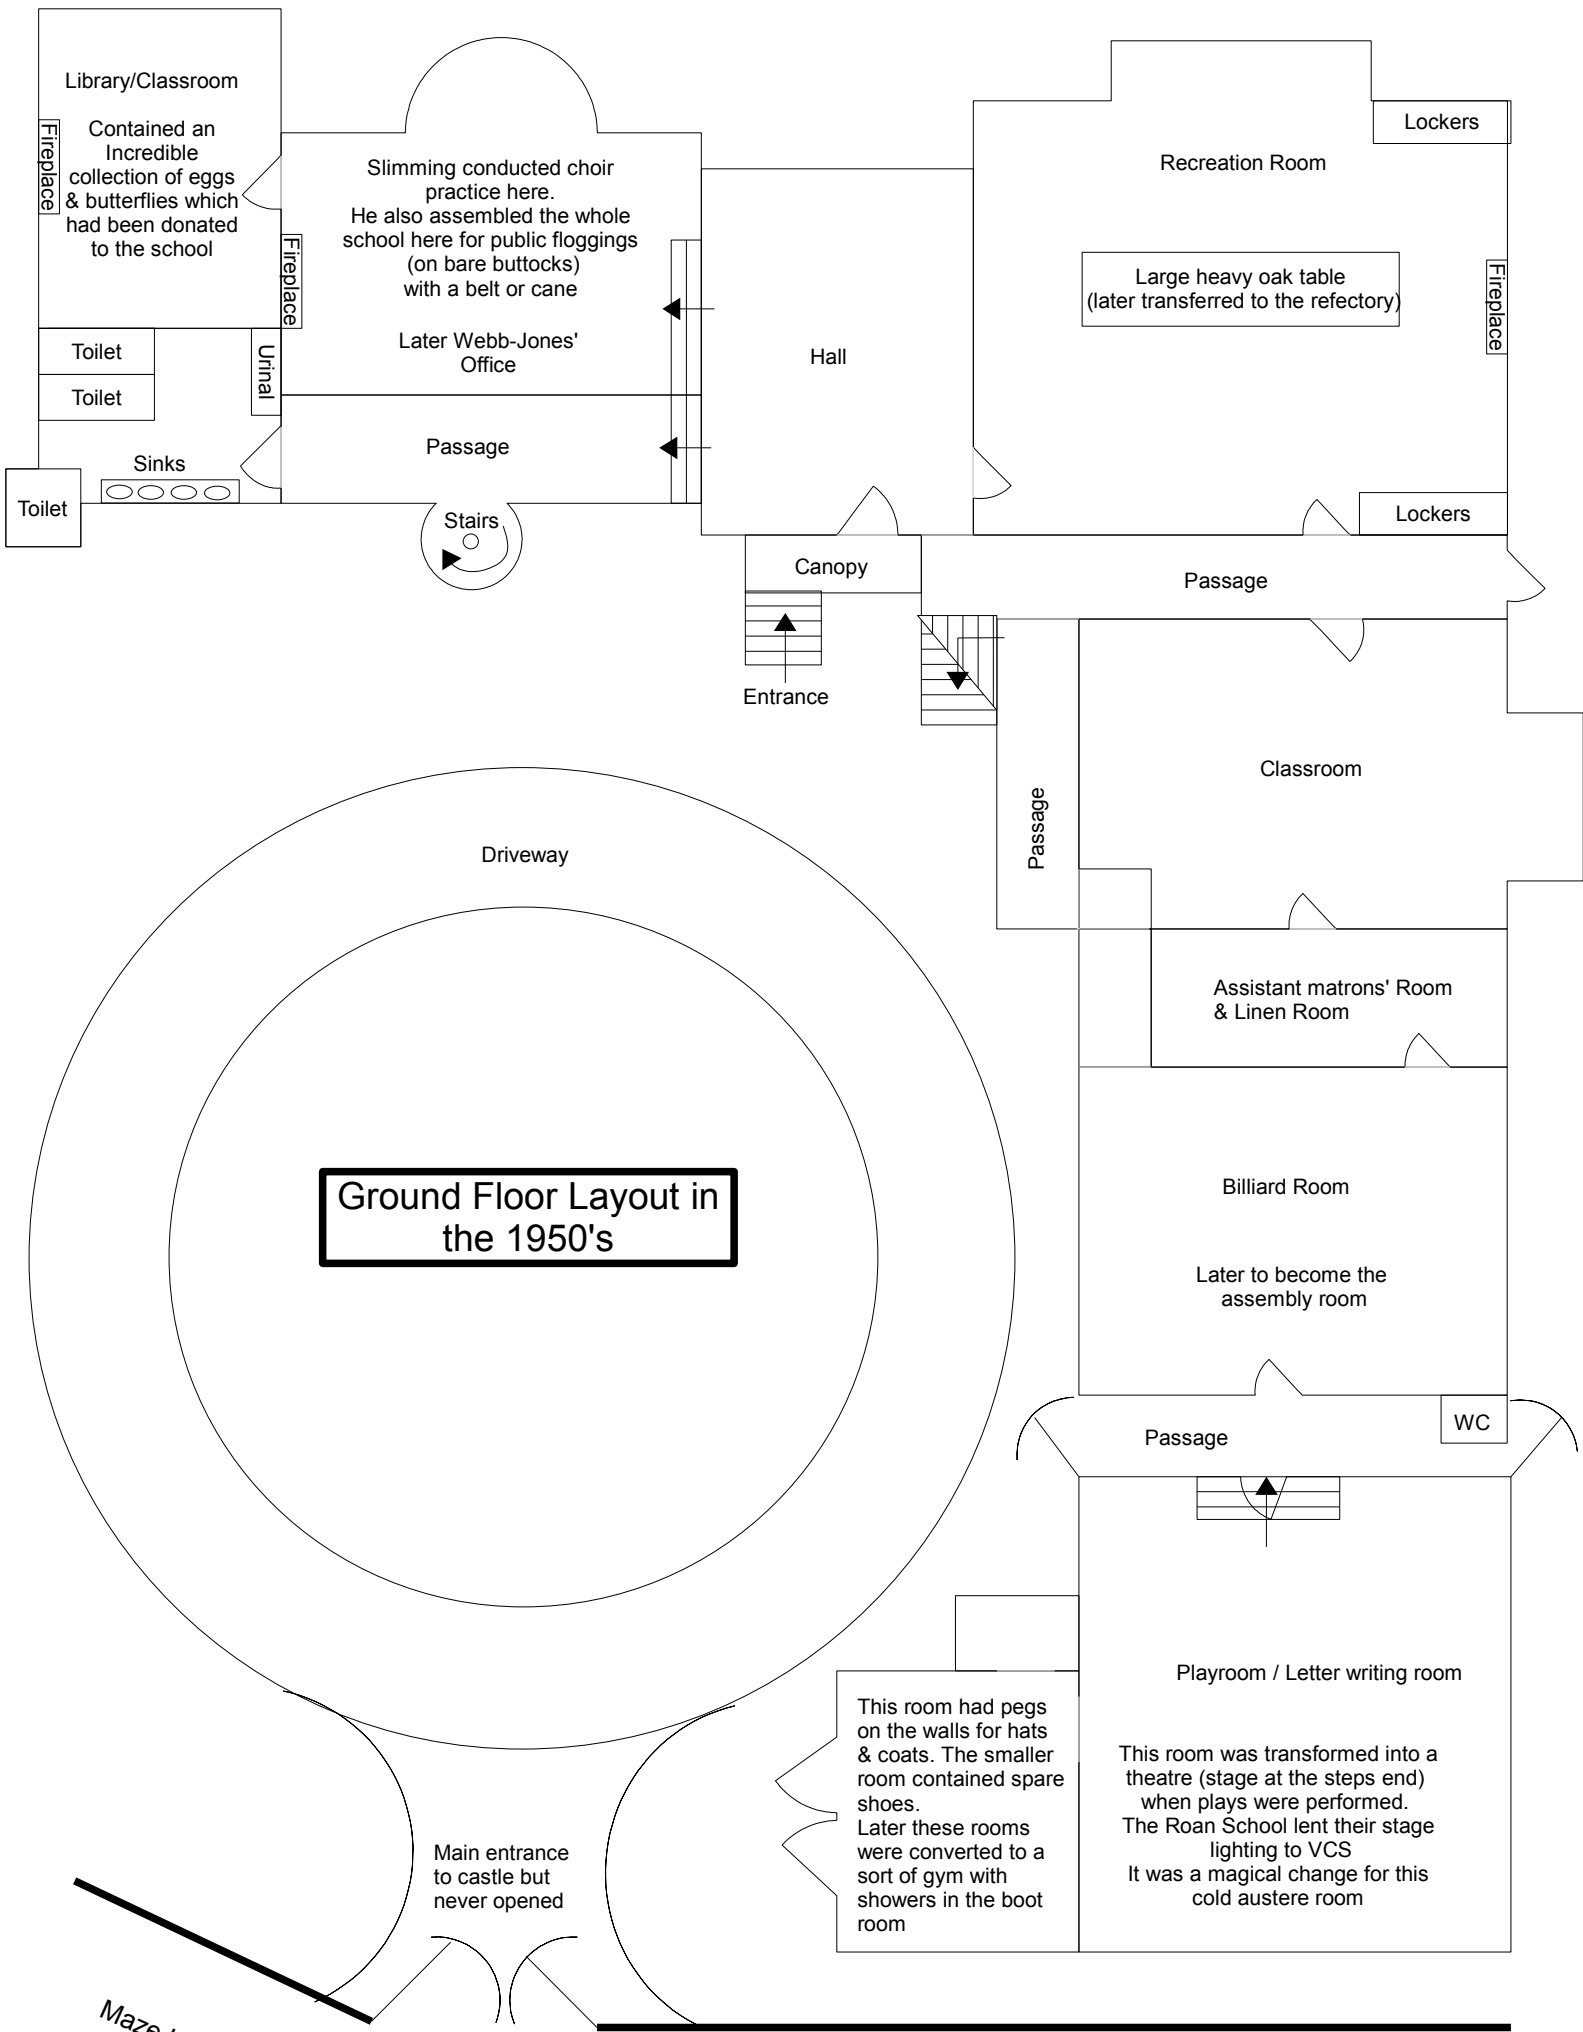 Library/Classroom
Contained an
Incredible
collection of eggs
& butterflies which
had been donated
to the school
Fireplace
Fireplace
Slimming conducted choir
practice here.
He also assembled the whole
school here for public floggings
(on bare buttocks)
with a belt or cane
Later Webb-Jones'
Office
Hall
Recreation Room
Lockers
Large heavy oak table
(later transferred to the refectory)
Fireplace
Lockers
Toilet
Toilet
Urinal
Sinks
Toilet
Passage
Stairs
Canopy
Entrance
Passage
Passage
Classroom
Driveway
Assistant matrons' Room
& Linen Room
Ground Floor Layout in
the 1950's
Billiard Room
Later to become the
assembly room
Passage
WC
Playroom / Letter writing room
This room was transformed into a
theatre (stage at the steps end)
when plays were performed.
The Roan School lent their stage
lighting to VCS
It was a magical change for this
cold austere room
This room had pegs
on the walls for hats
& coats. The smaller
room contained spare
shoes.
Later these rooms
were converted to a
sort of gym with
showers in the boot
room
Main entrance
to castle but
never opened
Maze